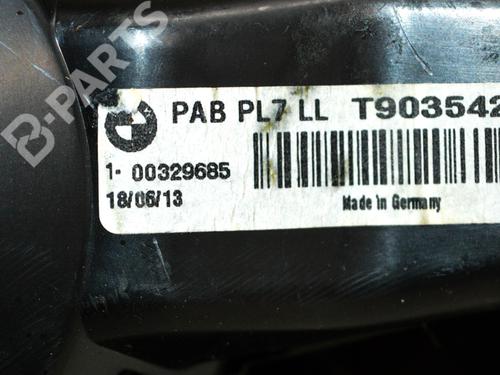 B-PARTS
PAB PL7 LL T903542
1- 00329685
18/06/13
Made in Germany